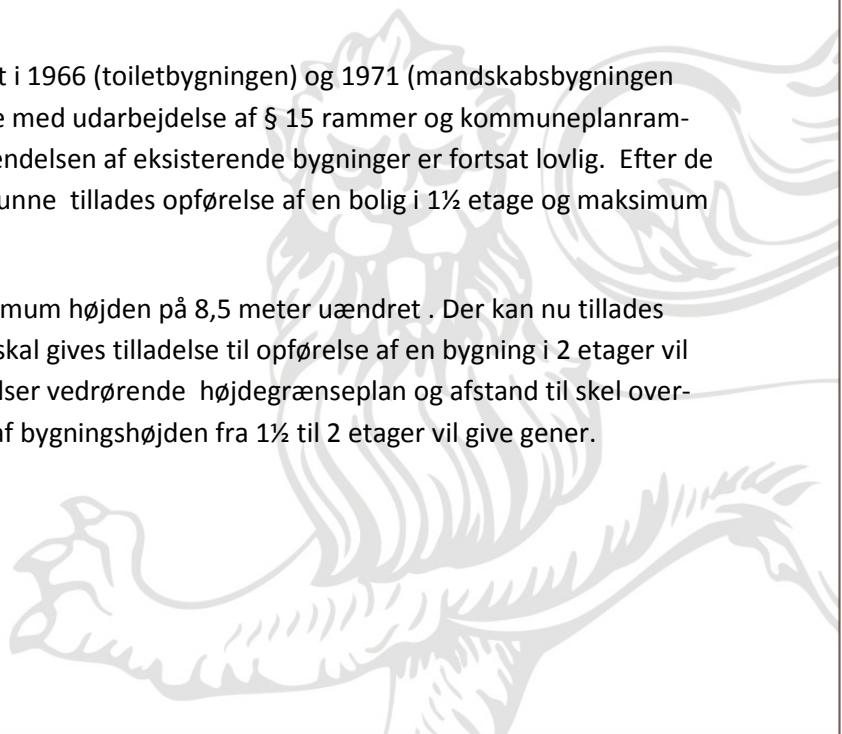 t i 1966 (toiletbygningen) og 1971 (mandskabsbygningen
e med udarbejdelse af § 15 rammer og kommuneplanram-
endelsen af eksisterende bygninger er fortsat lovlig. Efter de
unne tillades opførelse af en bolig i 1½ etage og maksimum
mum højden på 8,5 meter uændret . Der kan nu tillades
skal gives tilladelse til opførelse af en bygning i 2 etager vil
elser vedrørende højdegrænseplan og afstand til skel over-
af bygningshøjden fra 1½ til 2 etager vil give gener.